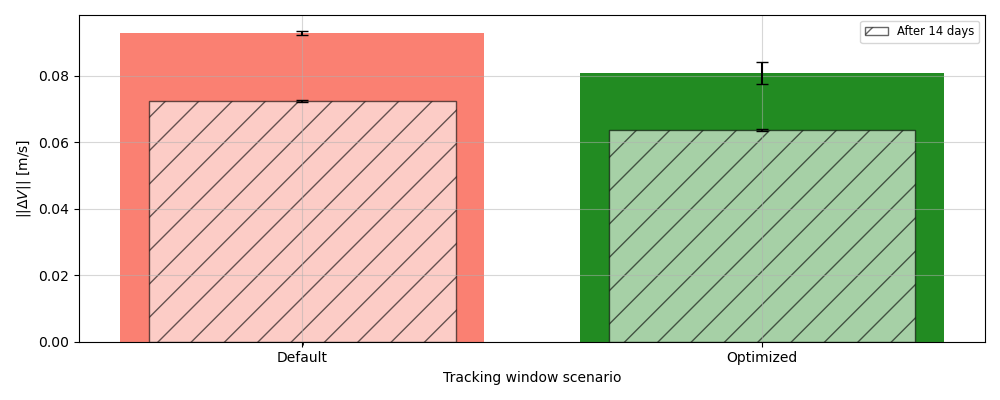 After 14 days
||ΔV|| [m/s]
0.08
0.06
0.04
0.02
0.00
Default
Optimized
Tracking window scenario